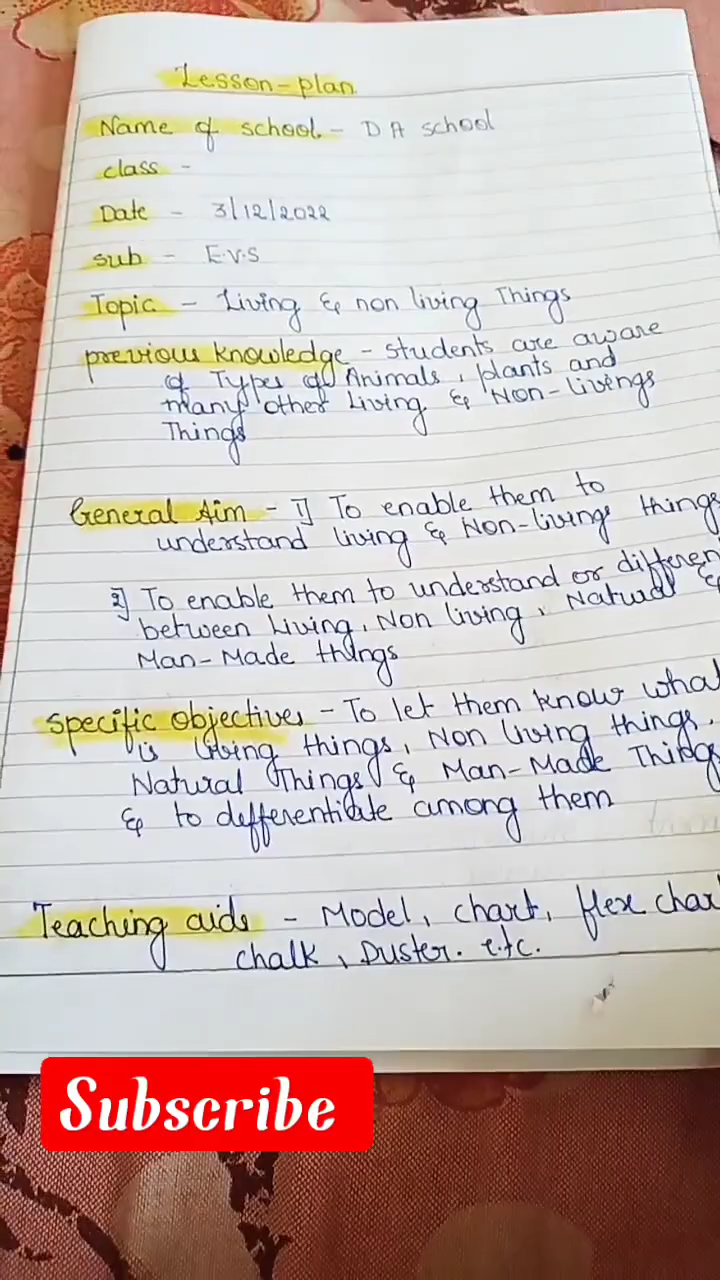 Lesson-plan
Name of school - D A school
class -
Date - 3/12/2022
sub - E.V.S
Topic - Living & non living Things
previous knowledge - students are aware
of Types of Animals, plants and
many other Living & Non-livings
Things
General Aim - 1] To enable them to
understand living & Non-livings things
2] To enable them to understand or differen
between Living, Non living, Natural &
Man-Made things
specific objectives - To let them know what
is living things, Non living things.
Natural Things & Man-Made Things
& to differentiate among them
Teaching aids - Model, chart, flex char
chalk, Duster. etc.
Subscribe